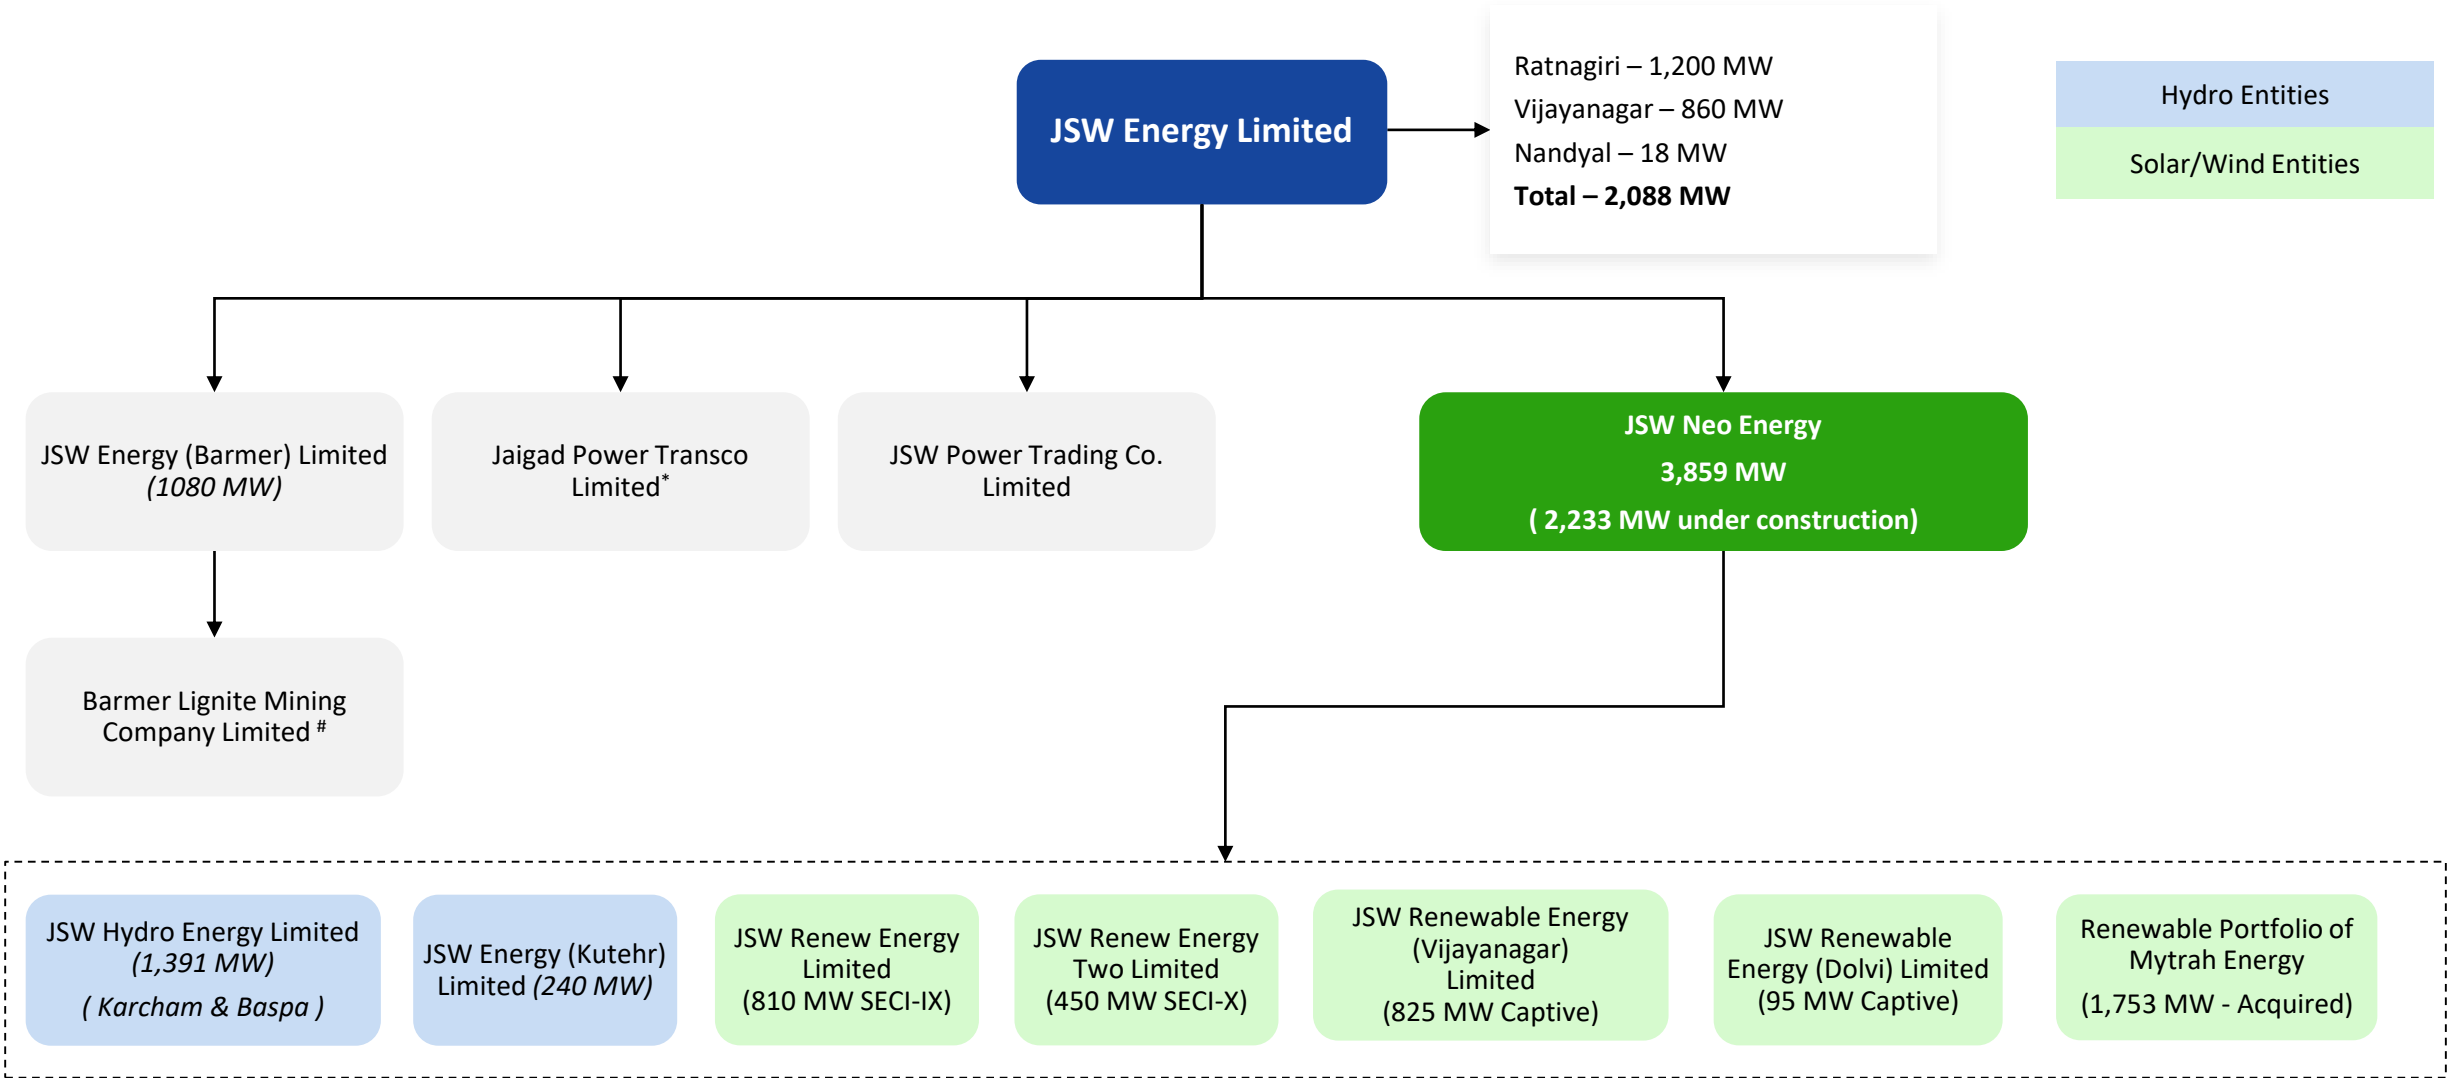 JSW Energy Limited
Ratnagiri – 1,200 MW
Vijayanagar – 860 MW
Nandyal – 18 MW
Total – 2,088 MW
Hydro Entities
Solar/Wind Entities
JSW Energy (Barmer) Limited
(1080 MW)
Jaigad Power Transco
Limited*
JSW Power Trading Co.
Limited
JSW Neo Energy
3,859 MW
( 2,233 MW under construction)
Barmer Lignite Mining
Company Limited #
JSW Hydro Energy Limited
(1,391 MW)
( Karcham & Baspa )
JSW Energy (Kutehr)
Limited (240 MW)
JSW Renew Energy
Limited
(810 MW SECI-IX)
JSW Renew Energy
Two Limited
(450 MW SECI-X)
JSW Renewable Energy
(Vijayanagar)
Limited
(825 MW Captive)
JSW Renewable
Energy (Dolvi) Limited
(95 MW Captive)
Renewable Portfolio of
Mytrah Energy
(1,753 MW - Acquired)